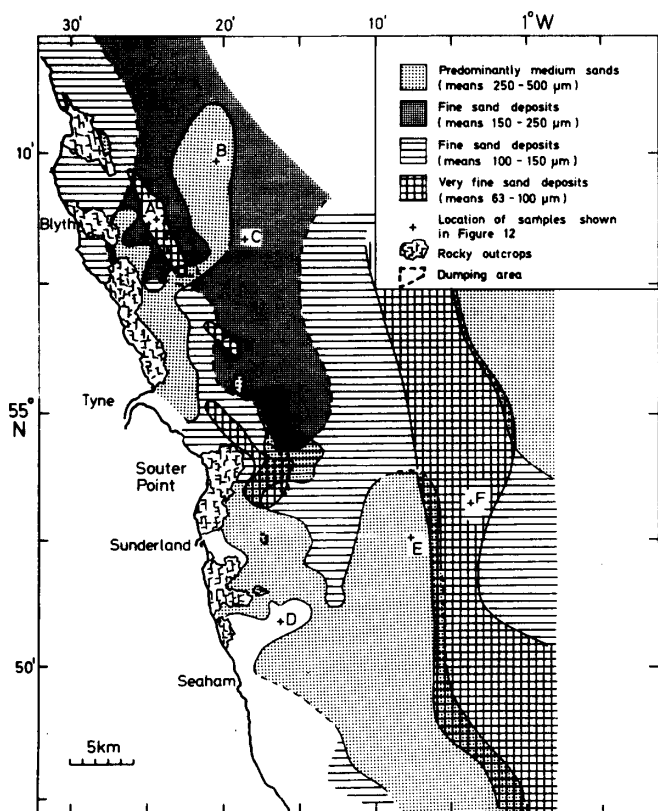 30' 20' 10' 1° W
Predominantly medium sands
(means 250 - 500 µm)
Fine sand deposits
(means 150 - 250 µm)
Fine sand deposits
(means 100 - 150 µm)
Very fine sand deposits
(means 63 - 100 µm)
+ Location of samples shown
in Figure 12
Rocky outcrops
Dumping area
10'
+B
A+
Blyth
+C
Tyne
55°
N
Souter
Point
+F
Sunderland
+E
+D
50'
Seaham
5km